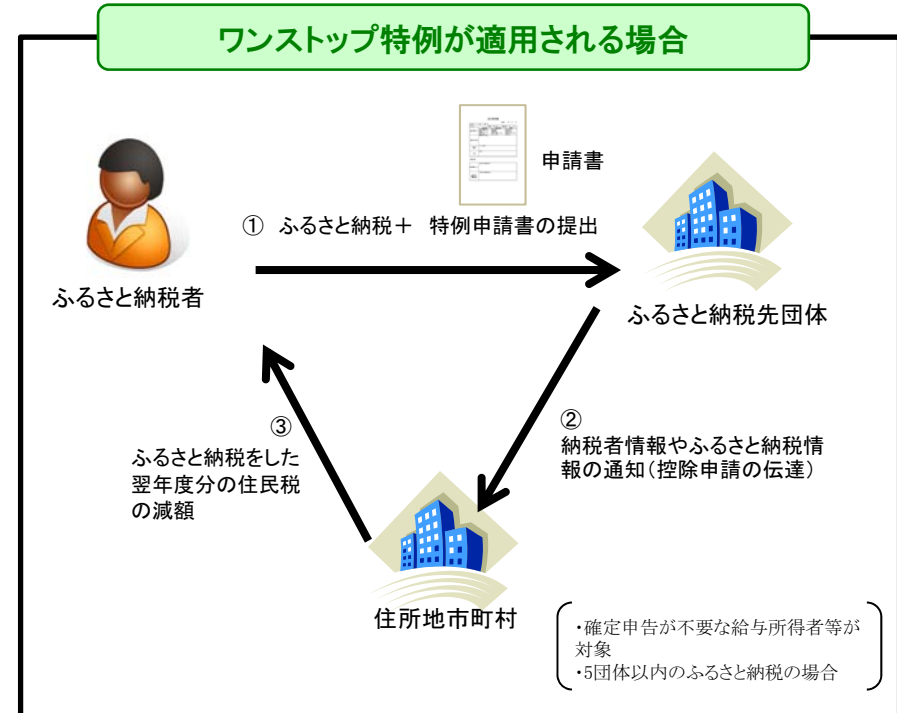 ワンストップ特例が適用される場合
申請書
① ふるさと納税＋ 特例申請書の提出
ふるさと納税者
ふるさと納税先団体
②
納税者情報やふるさと納税情
報の通知（控除申請の伝達）
③
ふるさと納税をした
翌年度分の住民税
の減額
住所地市町村
・確定申告が不要な給与所得者等が
対象
・5団体以内のふるさと納税の場合